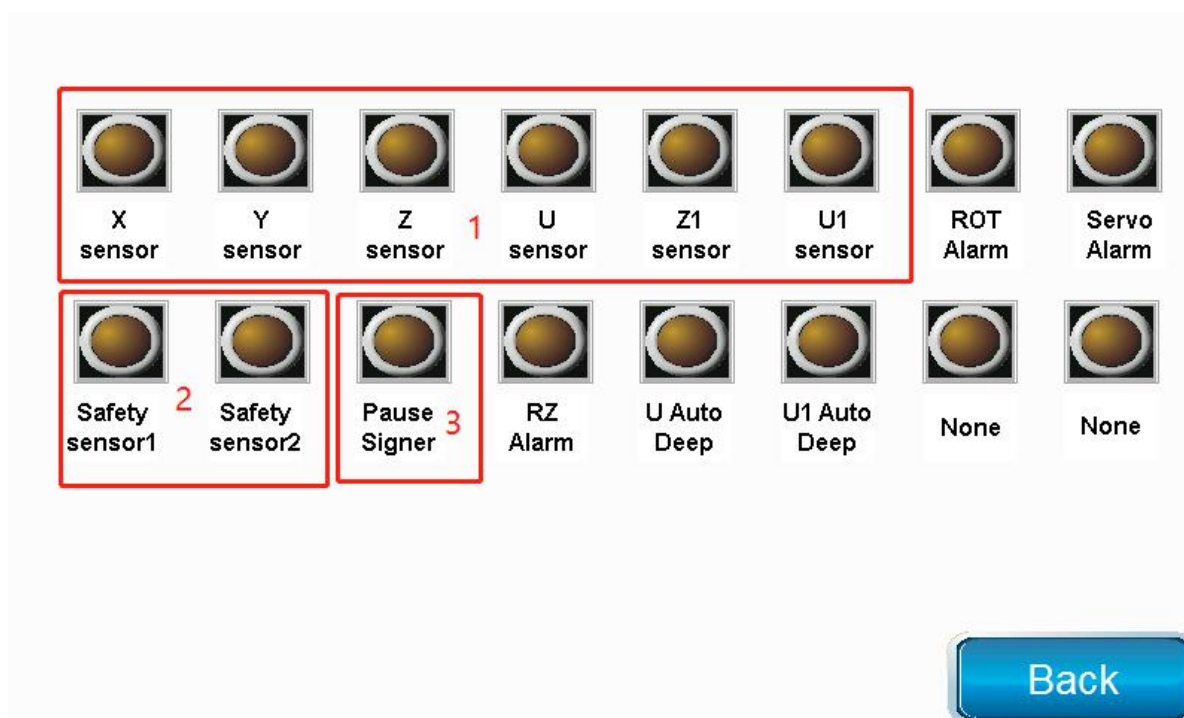 X
sensor
Y
sensor
Z
sensor
1
U
sensor
Z1
sensor
U1
sensor
ROT
Alarm
Servo
Alarm
Safety
sensor1
2
Safety
sensor2
Pause
Signer
3
RZ
Alarm
U Auto
Deep
U1 Auto
Deep
None
None
Back